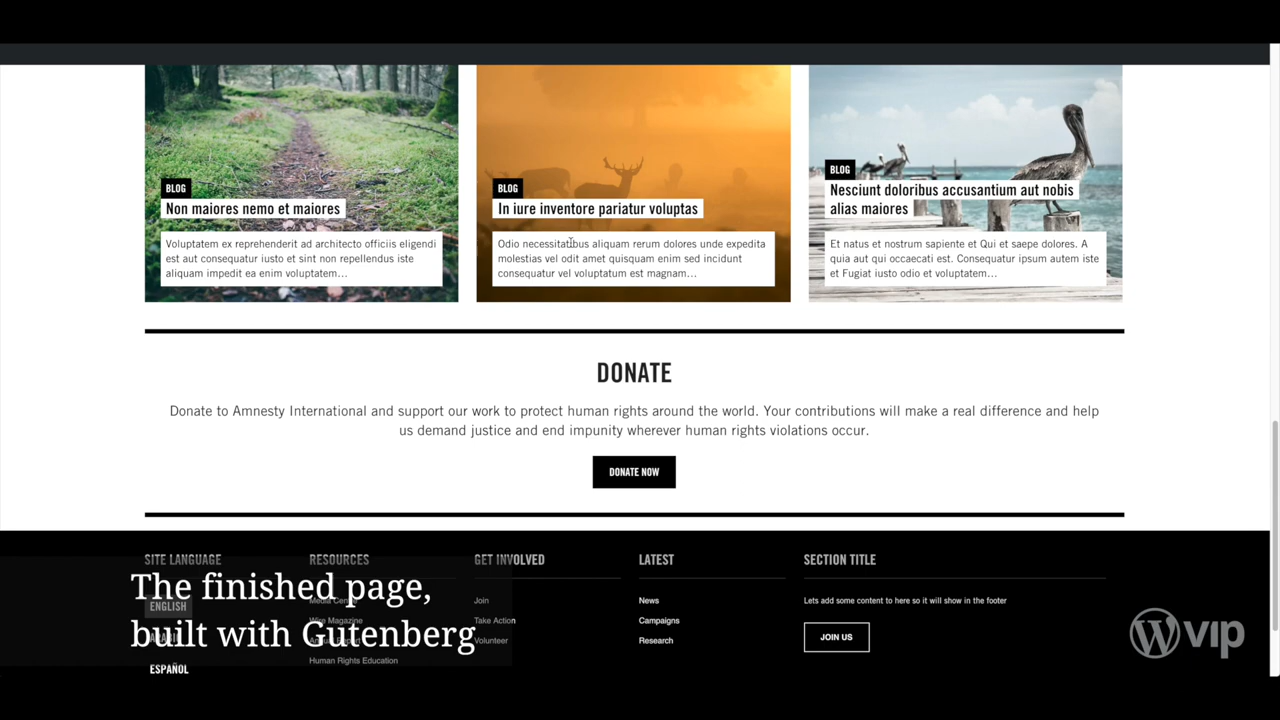 BLOG
Non maiores nemo et maiores
Voluptatem ex reprehenderit ad architecto officiis eligendi
est aut consequatur iusto et sint non repellendus iste
aliquam impedit ea enim voluptatem...
BLOG
In iure inventore pariatur voluptas
Odio necessitatibus aliquam rerum dolores unde expedita
molestias vel odit amet quisquam enim sed incidunt
consequatur vel voluptatum est magnam...
BLOG
Nesciunt doloribus accusantium aut nobis
alias maiores
Et natus et nostrum sapiente et Qui et saepe dolores. A
quia aut qui occaecati est. Consequatur ipsum autem iste
et Fugiat iusto odio et voluptatem...
DONATE
Donate to Amnesty International and support our work to protect human rights around the world. Your contributions will make a real difference and help
us demand justice and end impunity wherever human rights violations occur.
DONATE NOW
SITE LANGUAGE
ENGLISH
ESPAÑOL
RESOURCES
Human Rights Education
GET INVOLVED
Join
Take Action
Volunteer
LATEST
News
Campaigns
Research
SECTION TITLE
Lets add some content to here so it will show in the footer
JOIN US
The finished page,
built with Gutenberg
W vip